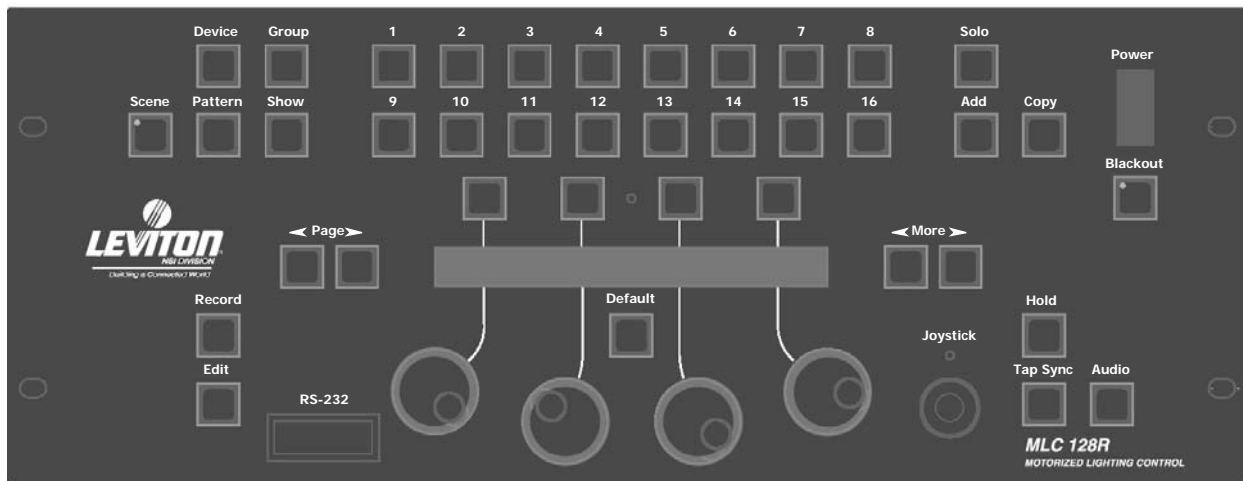 Device Group 1 2 3 4 5 6 7 8 Solo
Power
Scene Pattern Show 9 10 11 12 13 14 15 16 Add Copy
Blackout
LEVITON
NSI DIVISION
Building a Connected World
Page
More
Record
Default
Hold
Joystick
Edit
Tap Sync Audio
RS-232
MLC 128R
MOTORIZED LIGHTING CONTROL